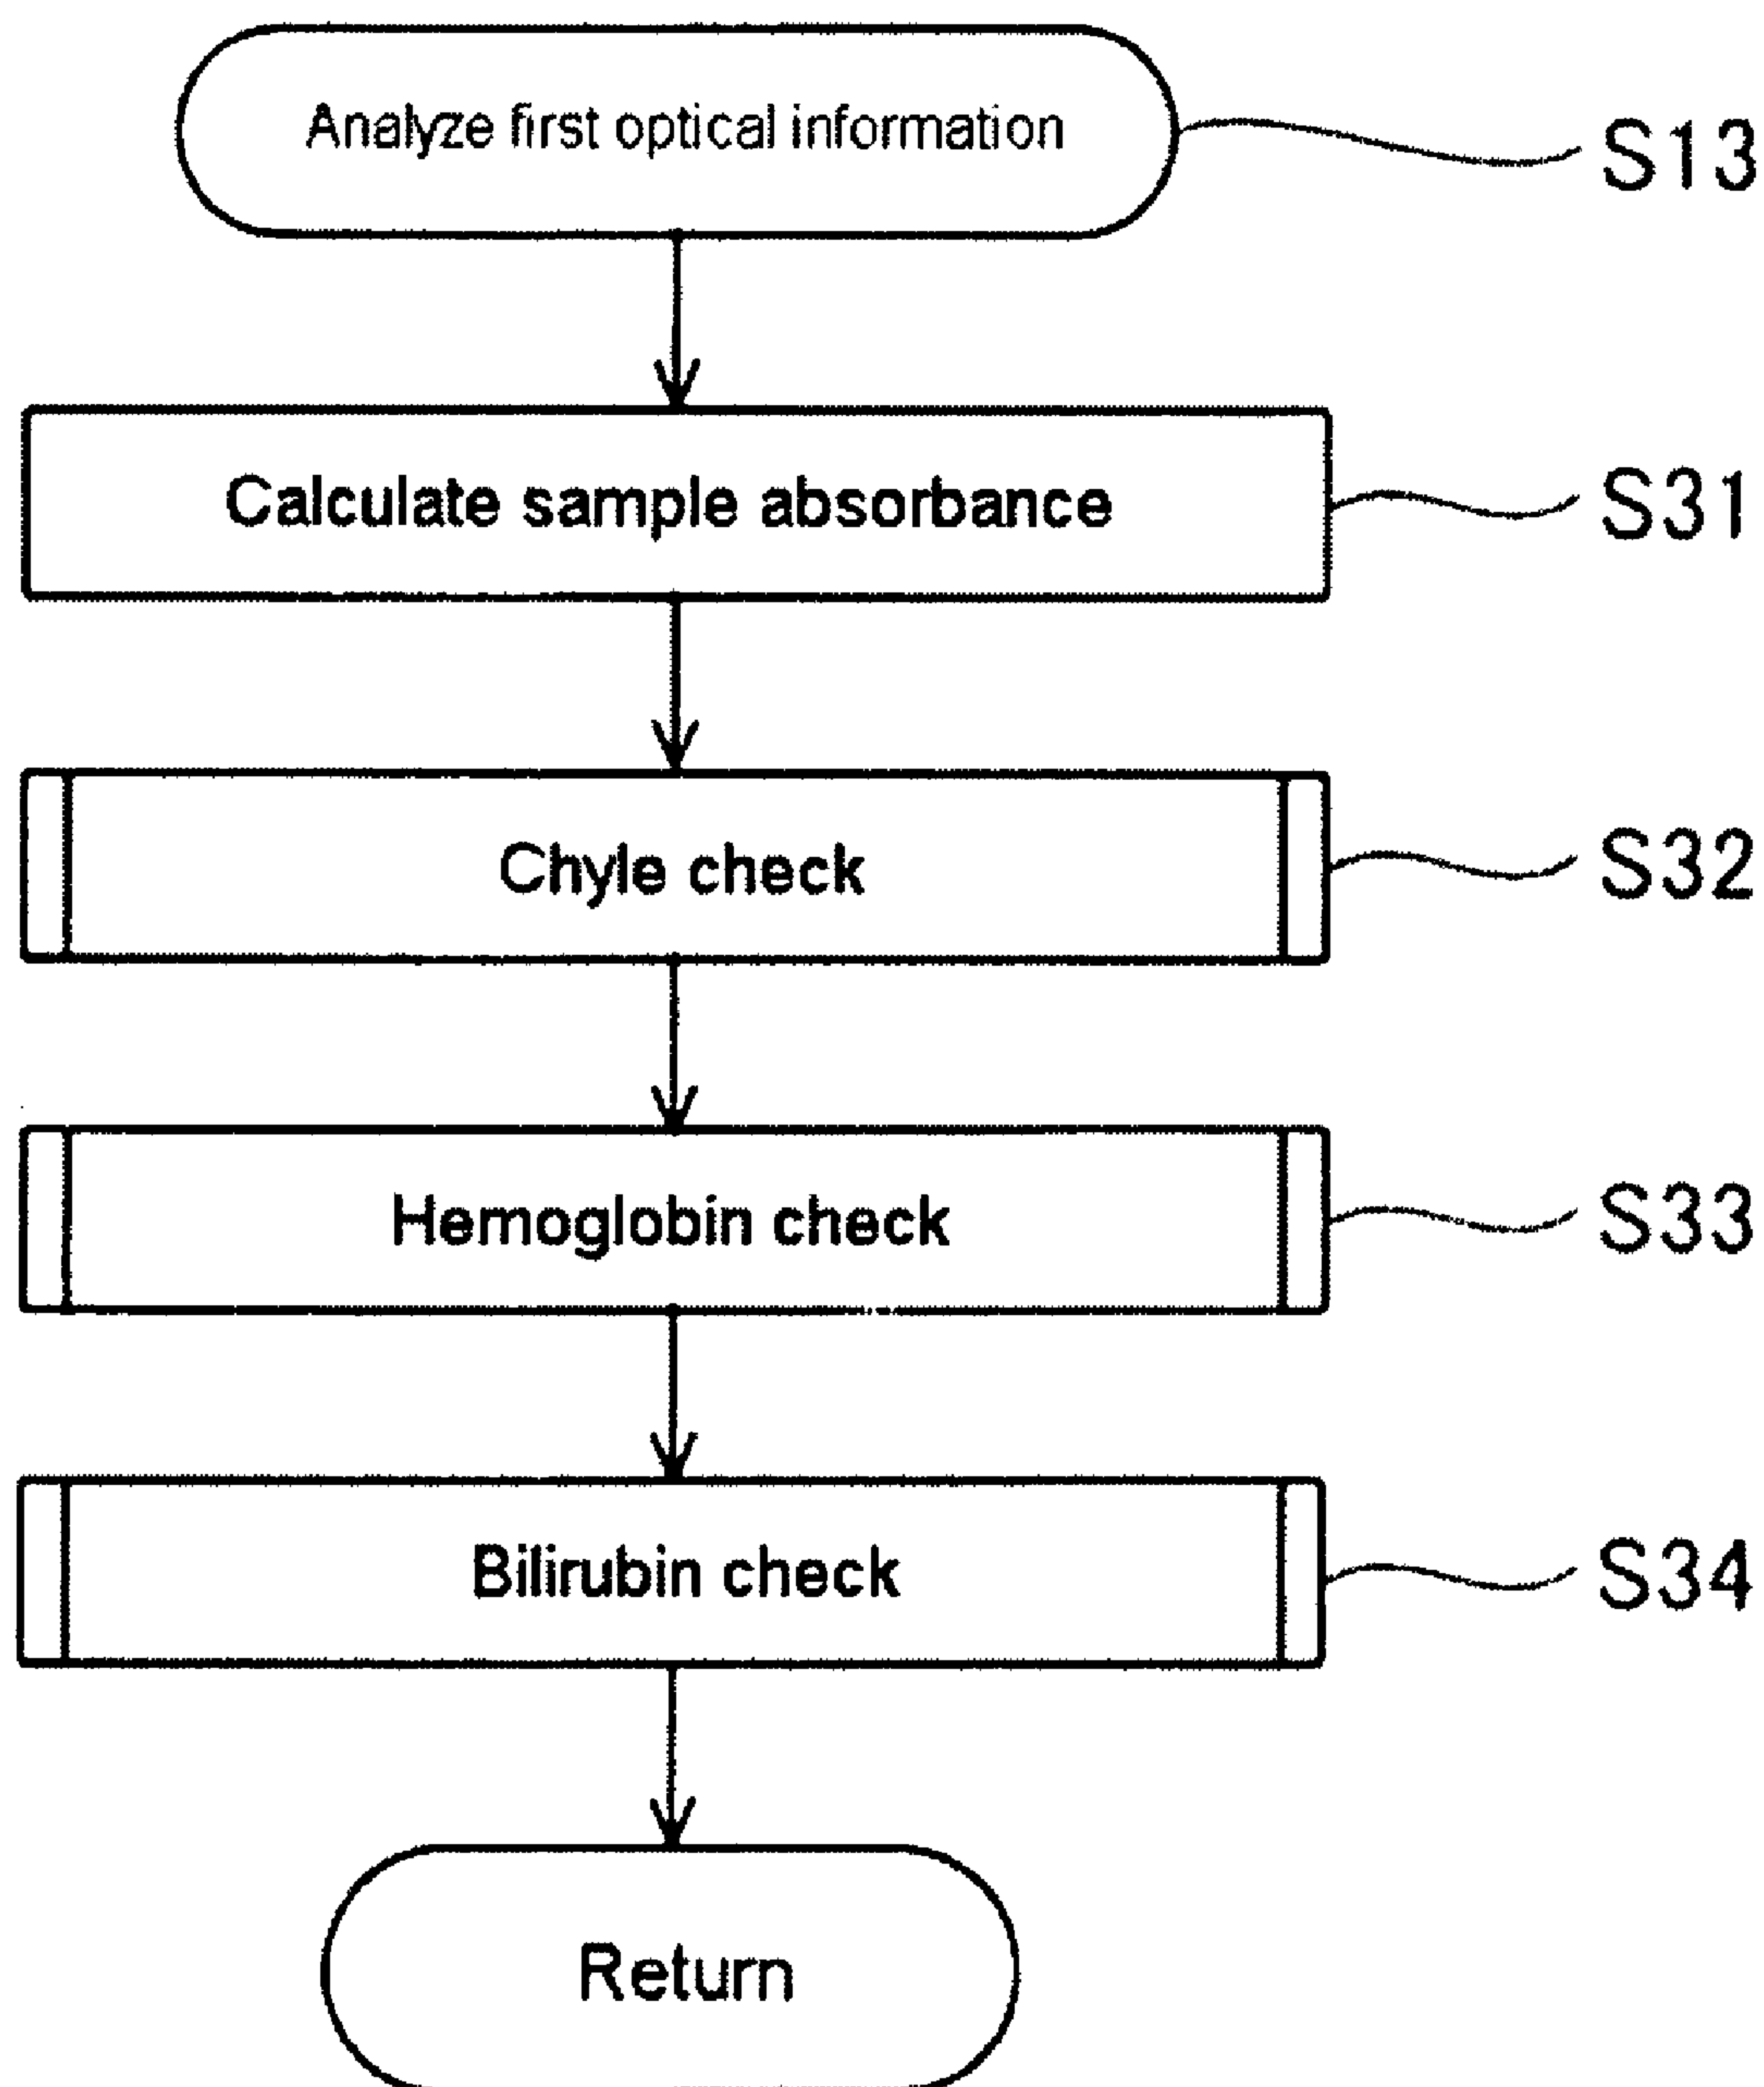 Analyze first optical information
S13
Calculate sample absorbance
S31
Chyle check
S32
Hemoglobin check
S33
Bilirubin check
S34
Return